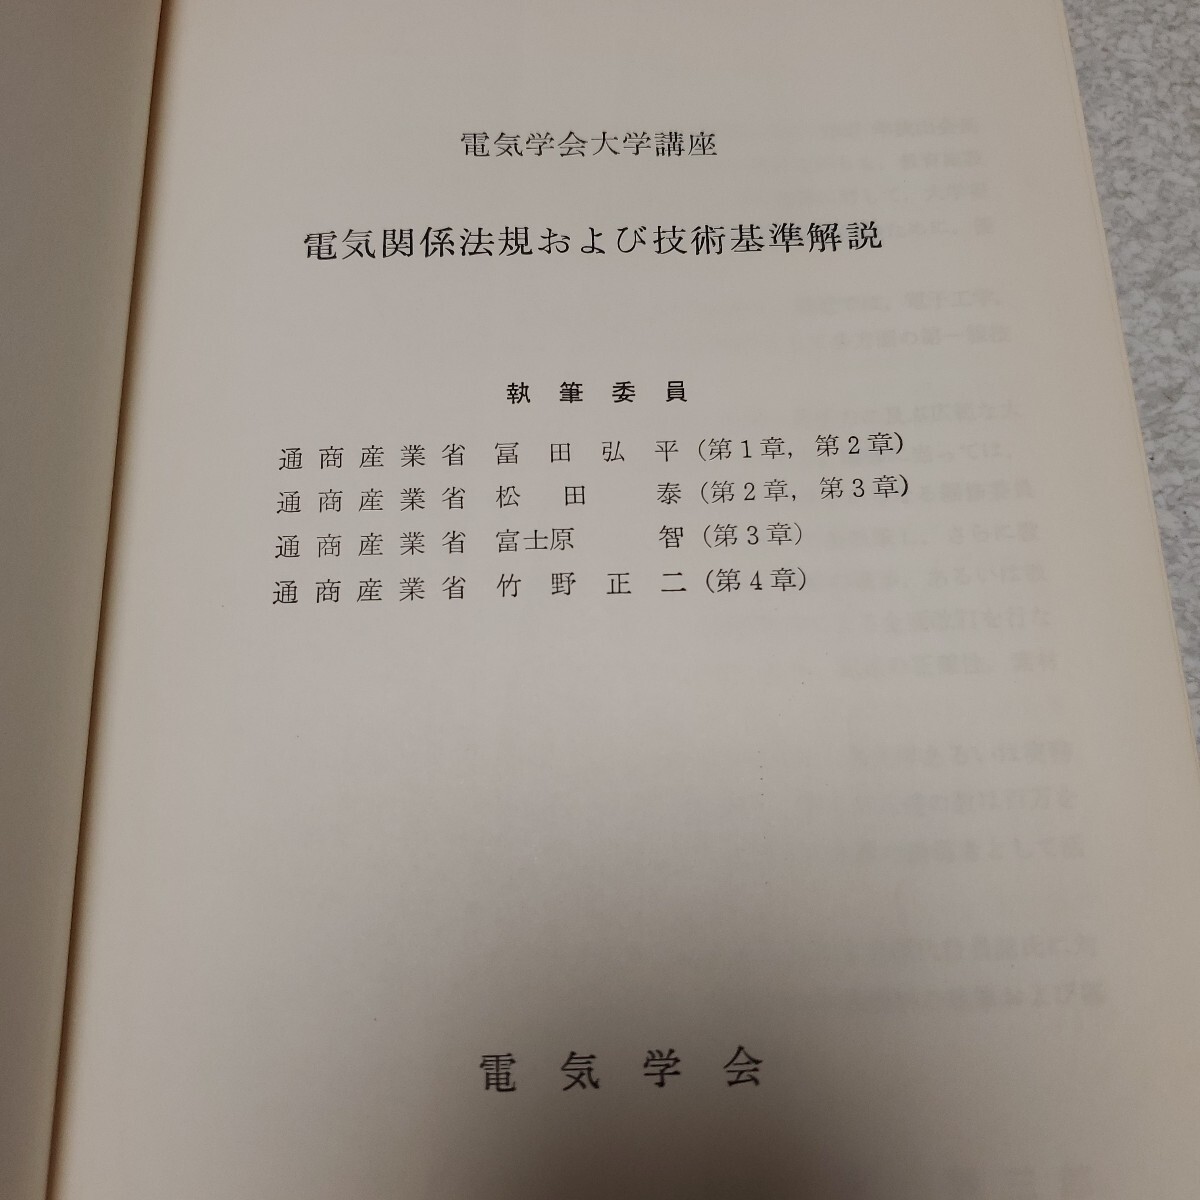 電気学会大学講座
電気関係法規および技術基準解説
執筆委員
通商産業省 冨田弘平 (第1章, 第2章)
通商産業省 松田泰 (第2章, 第3章)
通商産業省 富士原智 (第3章)
通商産業省 竹野正二 (第4章)
電気学会